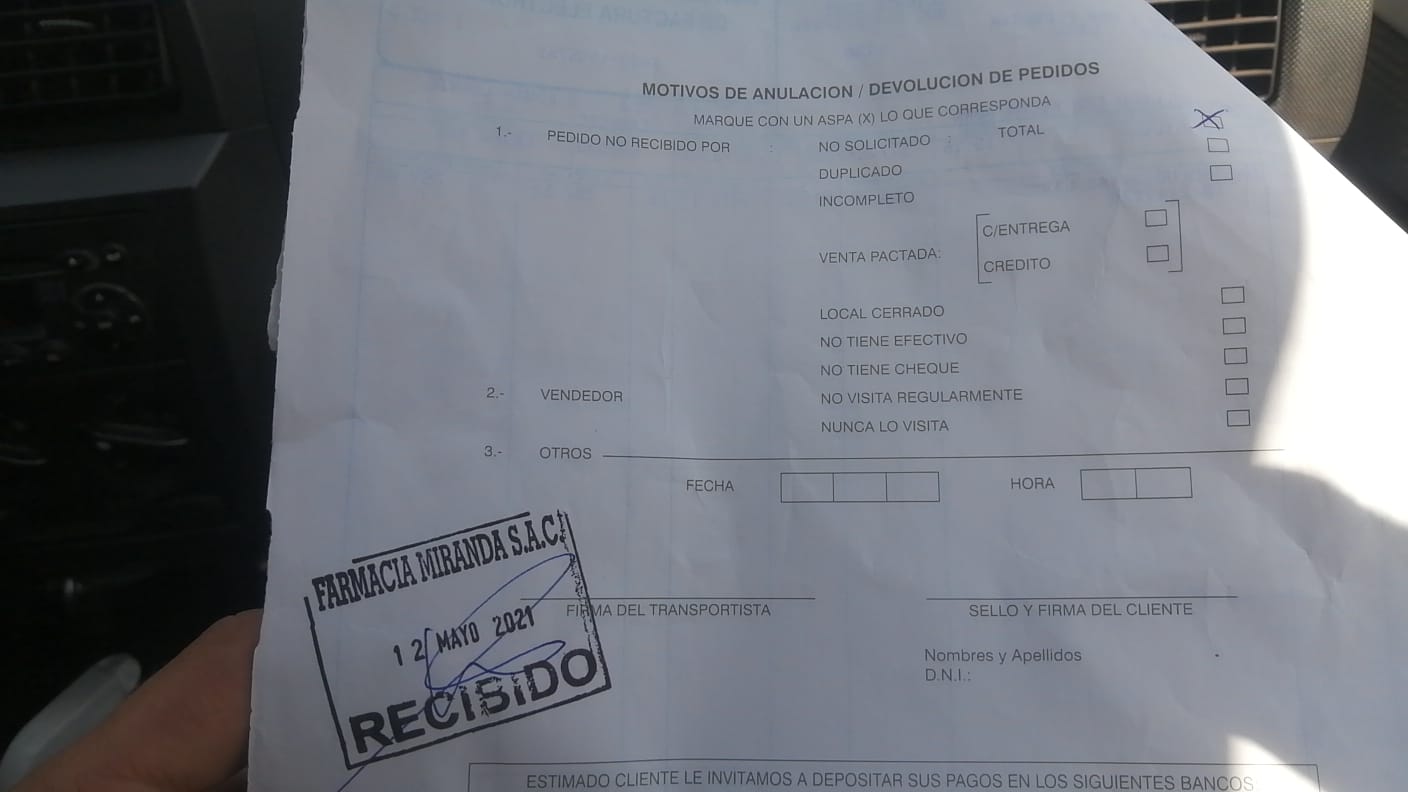 MOTIVOS DE ANULACION / DEVOLUCION DE PEDIDOS
MARQUE CON UN ASPA (X) LO QUE CORRESPONDA
1.- PEDIDO NO RECIBIDO POR : NO SOLICITADO : TOTAL
DUPLICADO
INCOMPLETO
VENTA PACTADA: C/ENTREGA
CREDITO
LOCAL CERRADO
NO TIENE EFECTIVO
NO TIENE CHEQUE
2.- VENDEDOR NO VISITA REGULARMENTE
NUNCA LO VISITA
3.- OTROS
FECHA HORA
FARMACIA MIRANDA S.A.C.
12 MAYO 2021
RECIBIDO
FIRMA DEL TRANSPORTISTA SELLO Y FIRMA DEL CLIENTE
Nombres y Apellidos
D.N.I.:
ESTIMADO CLIENTE LE INVITAMOS A DEPOSITAR SUS PAGOS EN LOS SIGUIENTES BANCOS